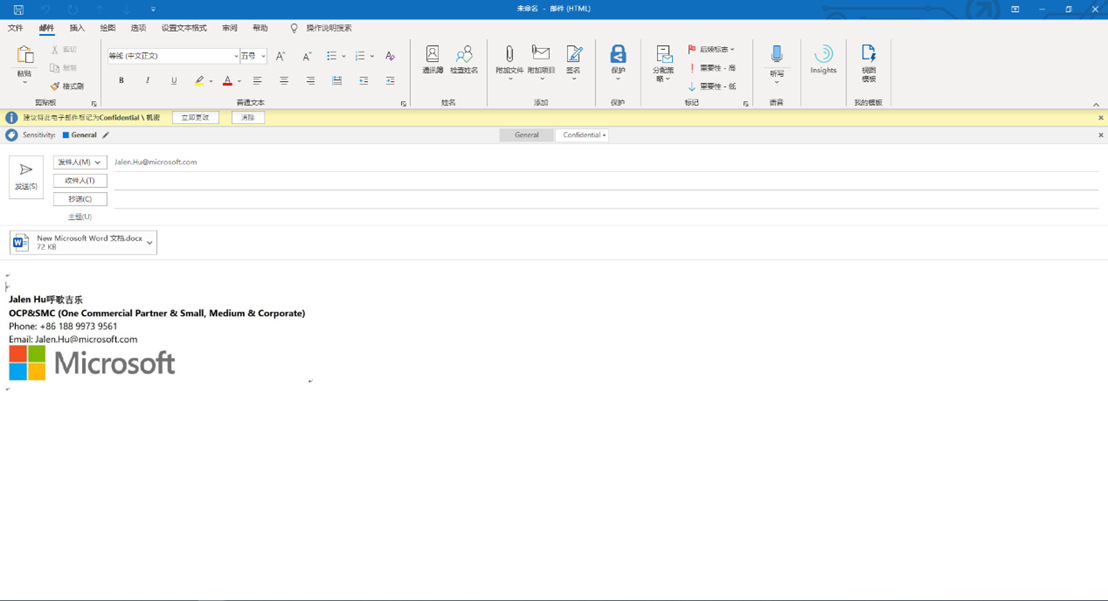 未命名 - 邮件 (HTML)
文件 邮件 插入 绘图 选项 设置文本格式 审阅 帮助 操作说明搜索
粘贴 剪切 复制 格式刷
剪贴板
等线 (中文正文) 五号
B I U A
普通文本
通讯簿 检查姓名
姓名
附加文件 附加项目 签名
添加
保护
保护
分配策略 后续标志 重要性 - 高 重要性 - 低
标记
听写
语音
Insights
视图模板
我的模板
建议将此电子邮件标记为Confidential \ 机密 立即更改 消除
Sensitivity: General General Confidential
发送(S)
发件人(M) Jalen.Hu@microsoft.com
收件人(T)
抄送(C)
主题(U)
New Microsoft Word 文档.docx
72 KB
Jalen Hu呼歌吉乐
OCP&SMC (One Commercial Partner & Small, Medium & Corporate)
Phone: +86 188 9973 9561
Email: Jalen.Hu@microsoft.com
Microsoft